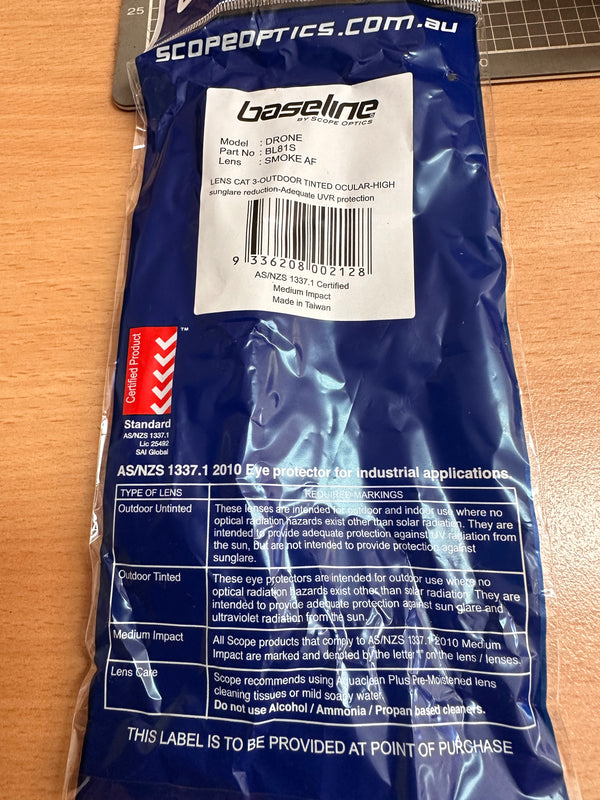 25
SCOPEOPTICS.COM.AU
baseline
BY SCOPE OPTICS
Model : DRONE
Part No : BL81S
Lens : SMOKE AF
LENS CAT 3-OUTDOOR TINTED OCULAR-HIGH
sunglare reduction-Adequate UVR protection
9 336208 002128
AS/NZS 1337.1 Certified
Medium Impact
Made in Taiwan
Certified Product
TM
Standard
AS/NZS 1337.1
Lic 25492
SAI Global
AS/NZS 1337.1 2010 Eye protector for industrial applications.
TYPE OF LENS
REQUIRED MARKINGS
Outdoor Untinted
These lenses are intended for outdoor and indoor use where no
optical radiation hazards exist other than solar radiation. They are
intended to provide adequate protection against UV radiation from
the sun, but are not intended to provide protection against
sunglare.
Outdoor Tinted
These eye protectors are intended for outdoor use where no
optical radiation hazards exist other than solar radiation. They are
intended to provide adequate protection against sun glare and
ultraviolet radiation from the sun.
Medium Impact
All Scope products that comply to AS/NZS 1337.1 2010 Medium
Impact are marked and denoted by the letter "I" on the lens / lenses.
Lens Care
Scope recommends using Aquaclean Plus Pre-Moistened lens
cleaning tissues or mild soapy water.
Do not use Alcohol / Ammonia / Propan based cleaners.
THIS LABEL IS TO BE PROVIDED AT POINT OF PURCHASE